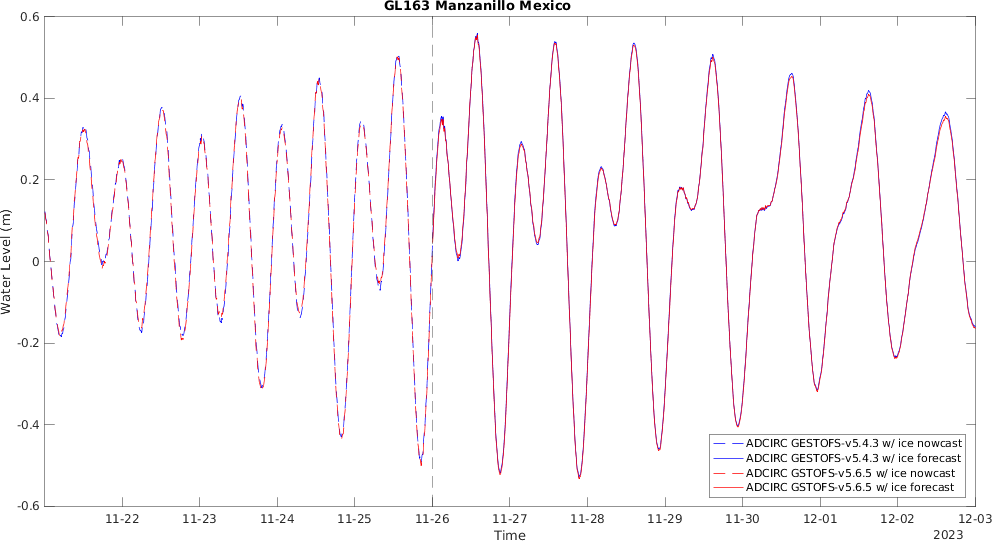 GL163 Manzanillo Mexico
0.6
0.4
0.2
0
-0.2
-0.4
-0.6
Water Level (m)
ADCIRC GESTOFS-v5.4.3 w/ ice nowcast
ADCIRC GESTOFS-v5.4.3 w/ ice forecast
ADCIRC GSTOFS-v5.6.5 w/ ice nowcast
ADCIRC GSTOFS-v5.6.5 w/ ice forecast
11-22 11-23 11-24 11-25 11-26 11-27 11-28 11-29 11-30 12-01 12-02 12-03
Time
2023